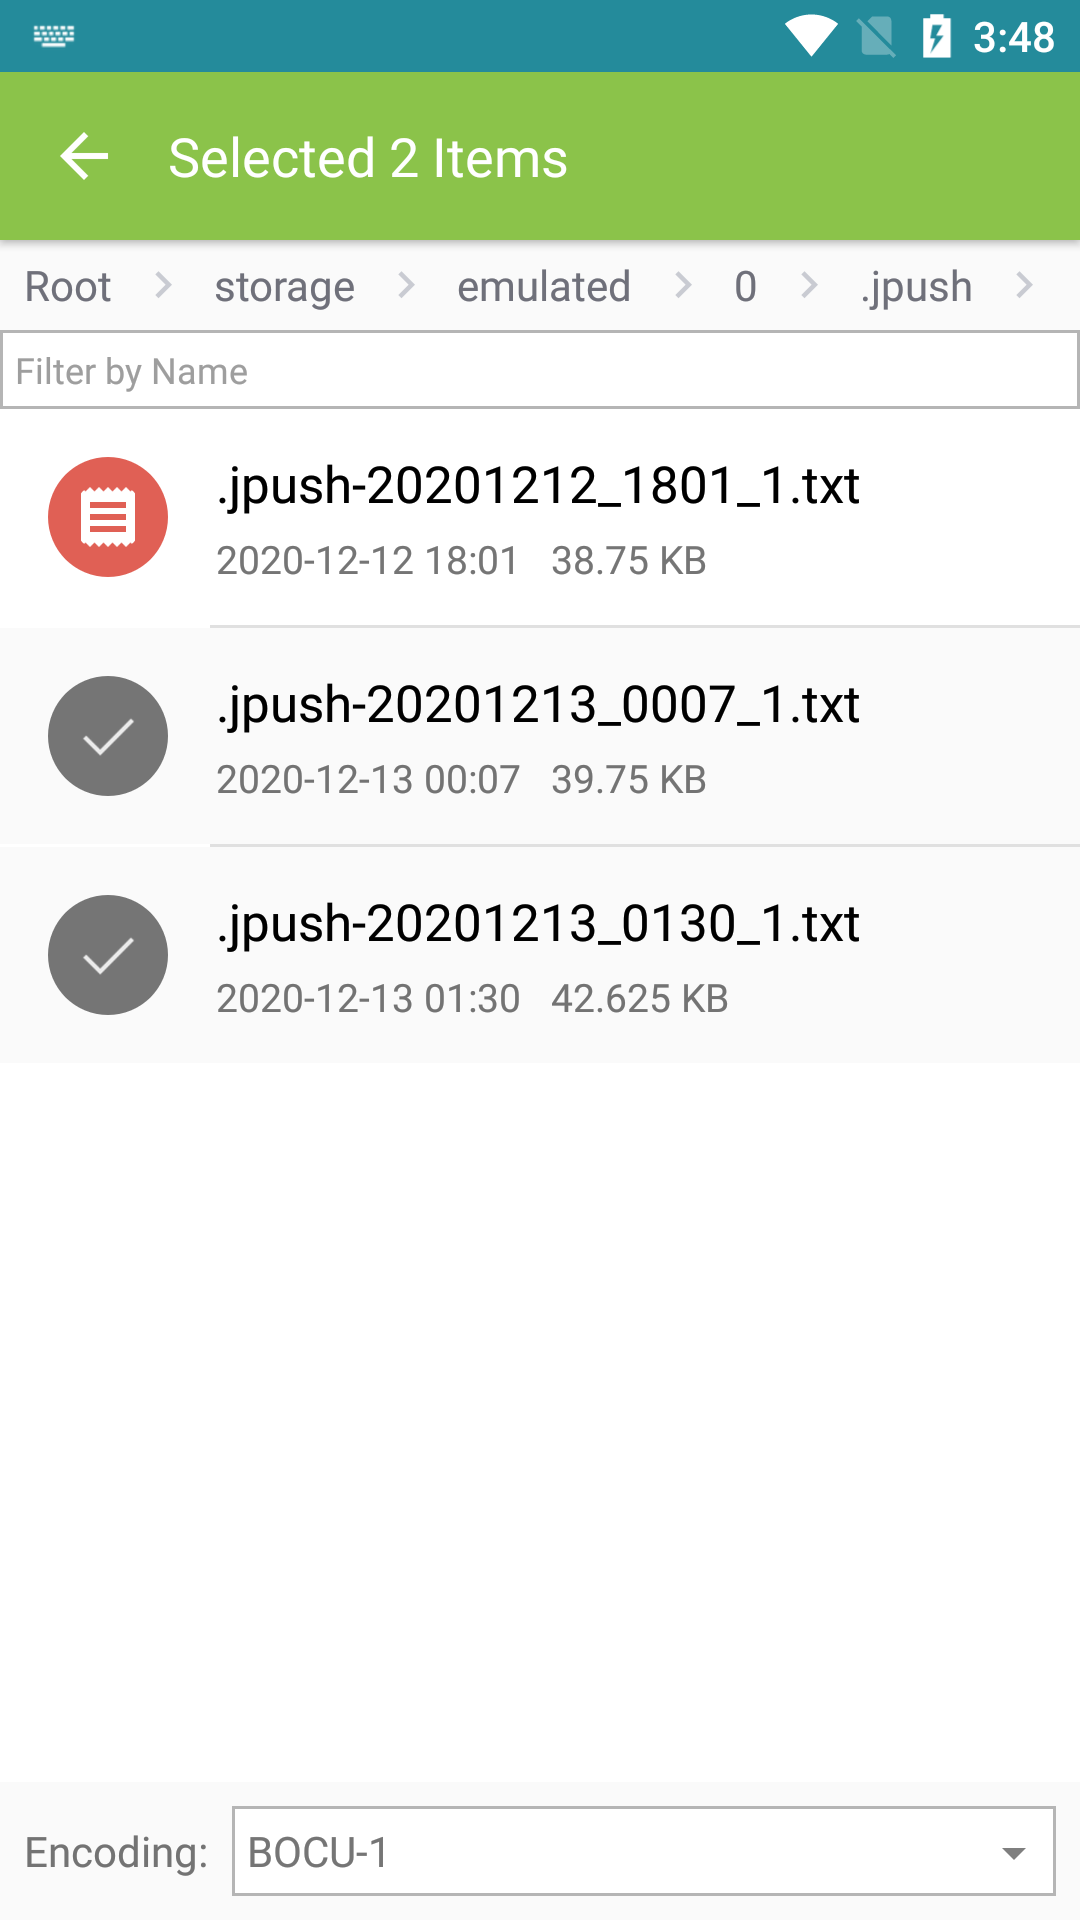 3:48
Selected 2 Items
Root > storage > emulated > 0 > .jpush >
Filter by Name
.jpush-20201212_1801_1.txt
2020-12-12 18:01 38.75 KB
.jpush-20201213_0007_1.txt
2020-12-13 00:07 39.75 KB
.jpush-20201213_0130_1.txt
2020-12-13 01:30 42.625 KB
Encoding: BOCU-1